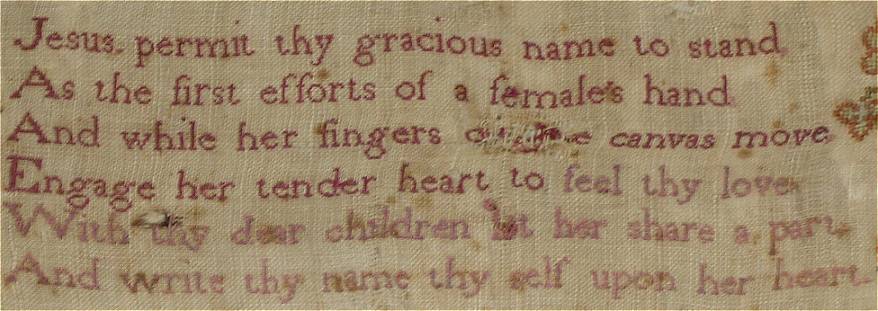 Jesus permit thy gracious name to stand
As the first efforts of a female's hand
And while her fingers canvas move
Engage her tender heart to feel thy love
With thy dear children let her share a part
And write thy name thy self upon her heart